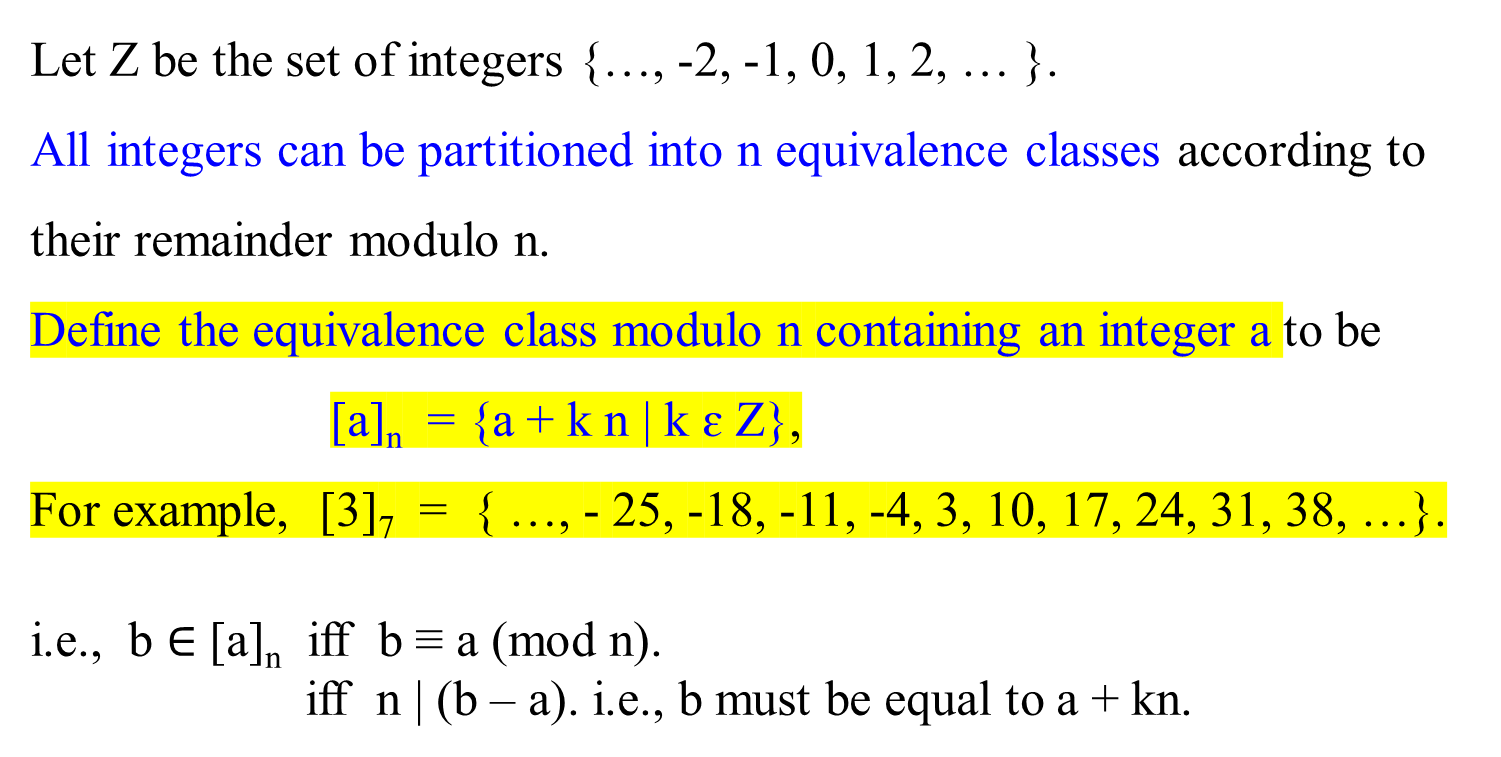 Let Z be the set of integers {…, -2, -1, 0, 1, 2, … }.
All integers can be partitioned into n equivalence classes according to
their remainder modulo n.
Define the equivalence class modulo n containing an integer a to be
[a]ₙ = {a + k n | k ε Z},
For example, [3]₇ = { …, - 25, -18, -11, -4, 3, 10, 17, 24, 31, 38, …}.
i.e., b ∈ [a]ₙ iff b ≡ a (mod n).
iff n | (b – a). i.e., b must be equal to a + kn.